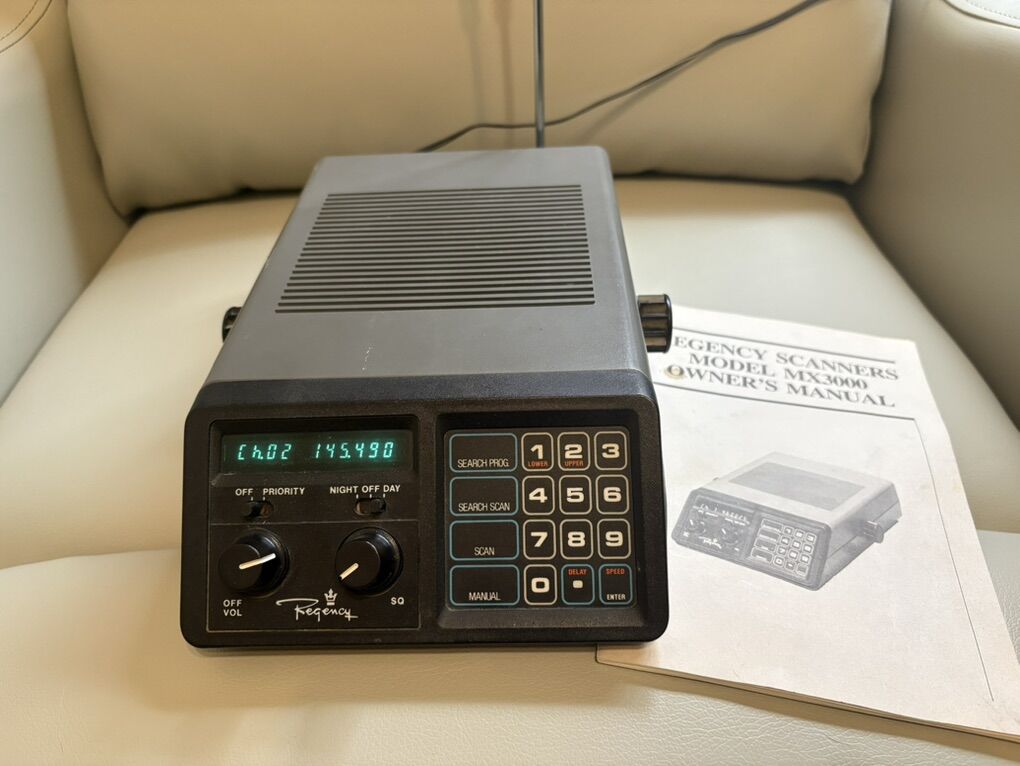 EGENCY SCANNERS
MODEL MX3000
OWNER'S MANUAL
Ch.02 145.490
OFF PRIORITY
NIGHT OFF DAY
OFF
VOL
Regency
SQ
SEARCH PROG.
1
LOWER
2
UPPER
3
SEARCH SCAN
4
5
6
SCAN
7
8
9
MANUAL
0
DELAY
.
SPEED
ENTER